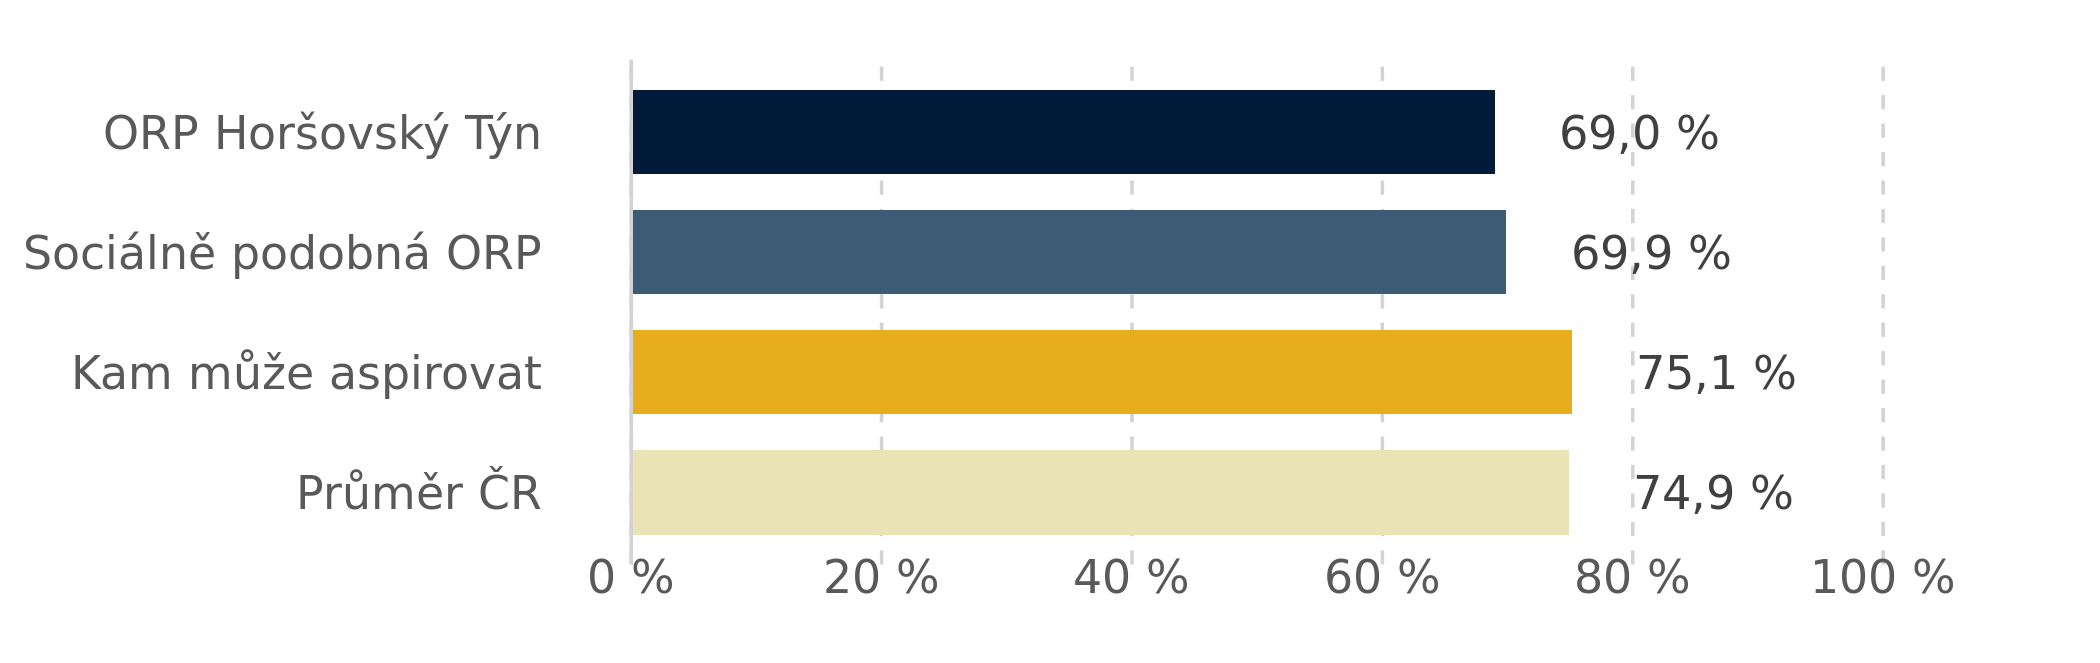 ORP Horšovský Týn 69,0 %
Sociálně podobná ORP 69,9 %
Kam může aspirovat 75,1 %
Průměr ČR 74,9 %
0 % 20 % 40 % 60 % 80 % 100 %